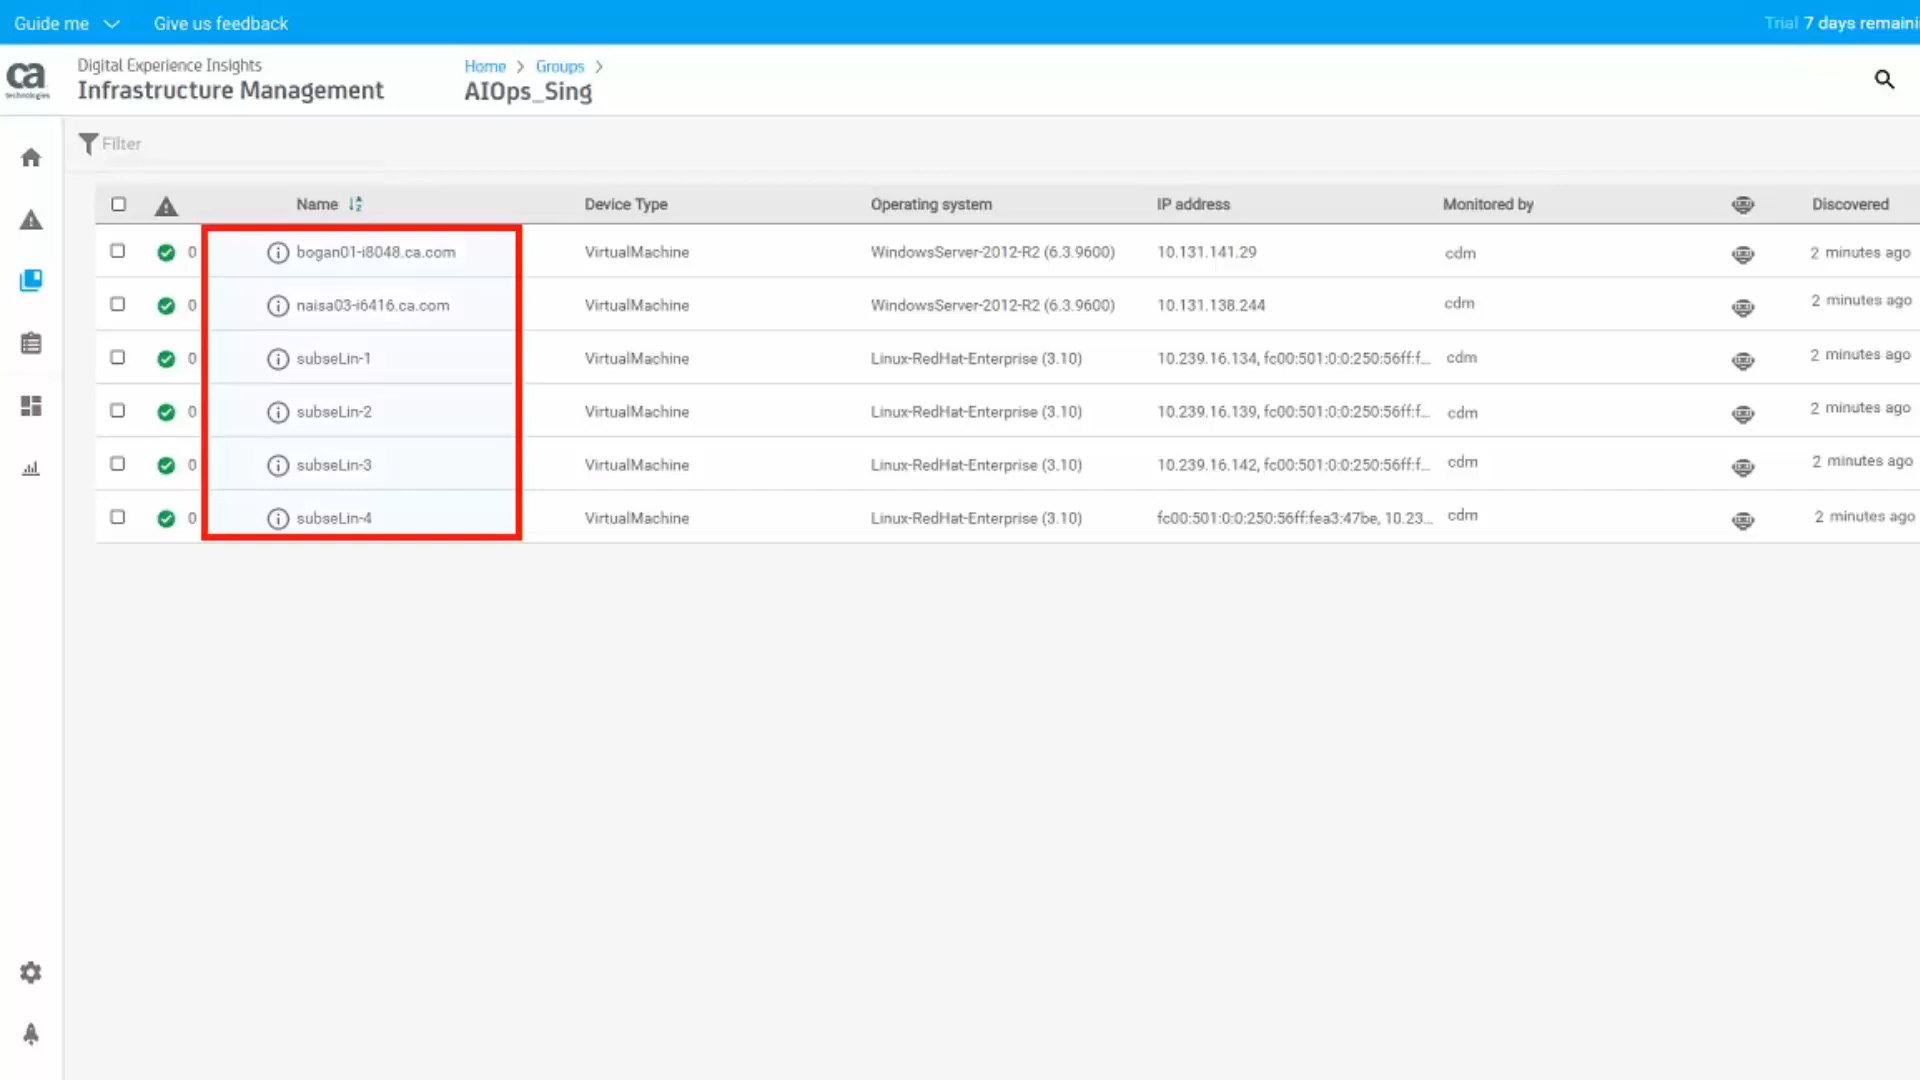 Guide me
Give us feedback
Trial 7 days remaini
ca
technologies
Digital Experience Insights
Infrastructure Management
Home > Groups >
AIOps_Sing
Filter
Name Device Type Operating system IP address Monitored by Discovered
0 bogan01-i8048.ca.com VirtualMachine WindowsServer-2012-R2 (6.3.9600) 10.131.141.29 cdm 2 minutes ago
0 naisa03-i6416.ca.com VirtualMachine WindowsServer-2012-R2 (6.3.9600) 10.131.138.244 cdm 2 minutes ago
0 subseLin-1 VirtualMachine Linux-RedHat-Enterprise (3.10) 10.239.16.134, fc00:501:0:0:250:56ff:f... cdm 2 minutes ago
0 subseLin-2 VirtualMachine Linux-RedHat-Enterprise (3.10) 10.239.16.139, fc00:501:0:0:250:56ff:f... cdm 2 minutes ago
0 subseLin-3 VirtualMachine Linux-RedHat-Enterprise (3.10) 10.239.16.142, fc00:501:0:0:250:56ff:f... cdm 2 minutes ago
0 subseLin-4 VirtualMachine Linux-RedHat-Enterprise (3.10) fc00:501:0:0:250:56ff:fea3:47be, 10.23... cdm 2 minutes ago